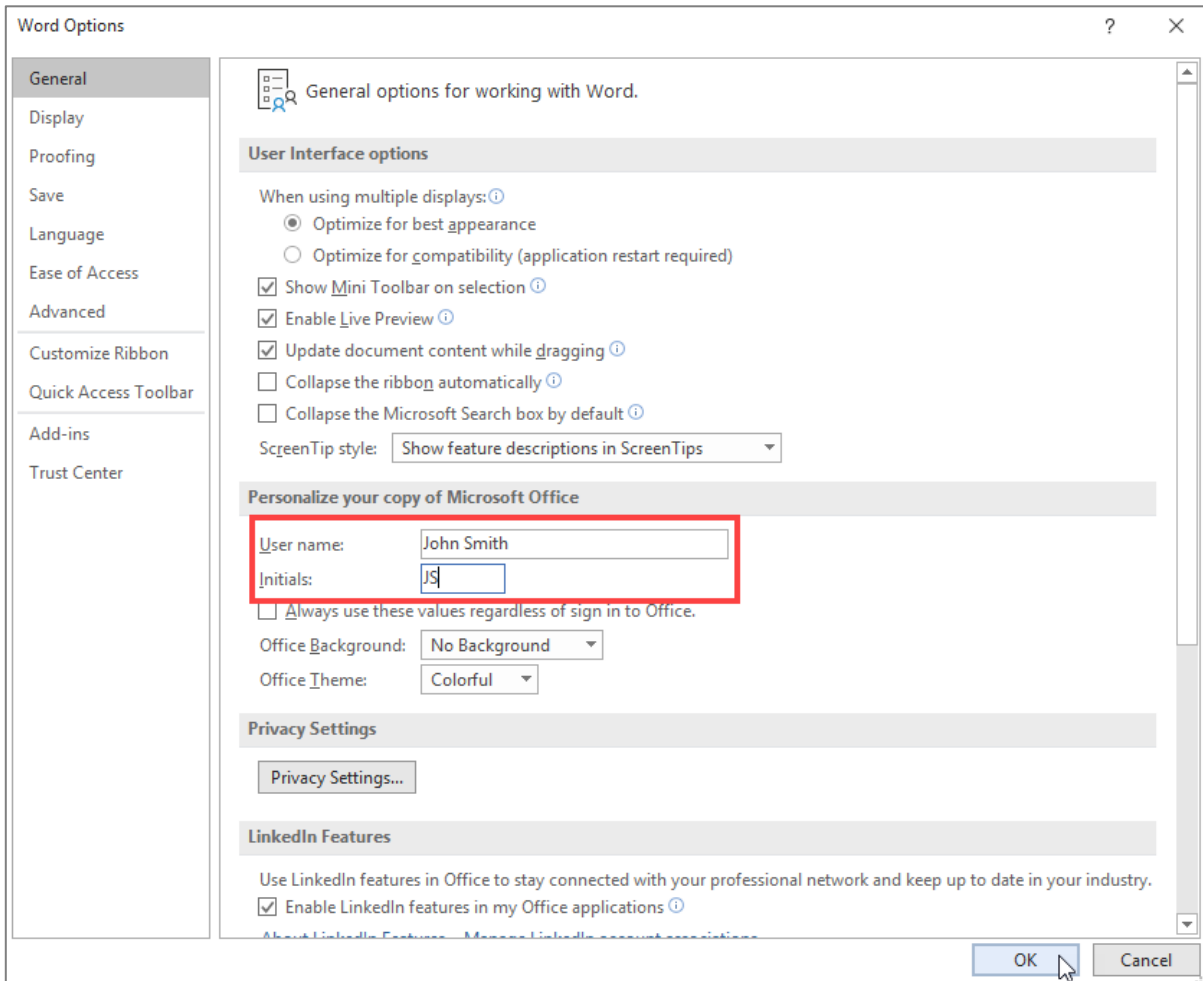 Word Options
?
General
Display
Proofing
Save
Language
Ease of Access
Advanced
Customize Ribbon
Quick Access Toolbar
Add-ins
Trust Center
General options for working with Word.
User Interface options
When using multiple displays:
Optimize for best appearance
Optimize for compatibility (application restart required)
Show Mini Toolbar on selection
Enable Live Preview
Update document content while dragging
Collapse the ribbon automatically
Collapse the Microsoft Search box by default
ScreenTip style: Show feature descriptions in ScreenTips
Personalize your copy of Microsoft Office
User name: John Smith
Initials: JS
Always use these values regardless of sign in to Office.
Office Background: No Background
Office Theme: Colorful
Privacy Settings
Privacy Settings...
LinkedIn Features
Use LinkedIn features in Office to stay connected with your professional network and keep up to date in your industry.
Enable LinkedIn features in my Office applications
About LinkedIn Features Manage LinkedIn account associations
OK Cancel